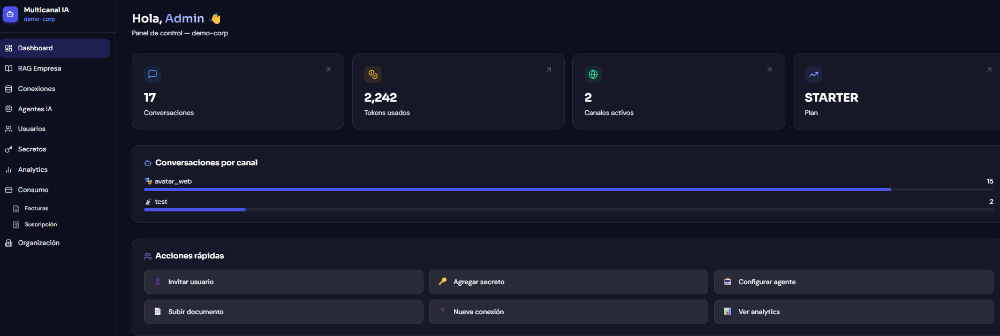 Multicanal IA
demo-corp
Dashboard
RAG Empresa
Conexiones
Agentes IA
Usuarios
Secretos
Analytics
Consumo
Facturas
Suscripción
Organización
Hola, Admin 👋
Panel de control — demo-corp
17
Conversaciones
2,242
Tokens usados
2
Canales activos
STARTER
Plan
Conversaciones por canal
avatar_web 15
test 2
Acciones rápidas
Invitar usuario
Agregar secreto
Configurar agente
Subir documento
Nueva conexión
Ver analytics